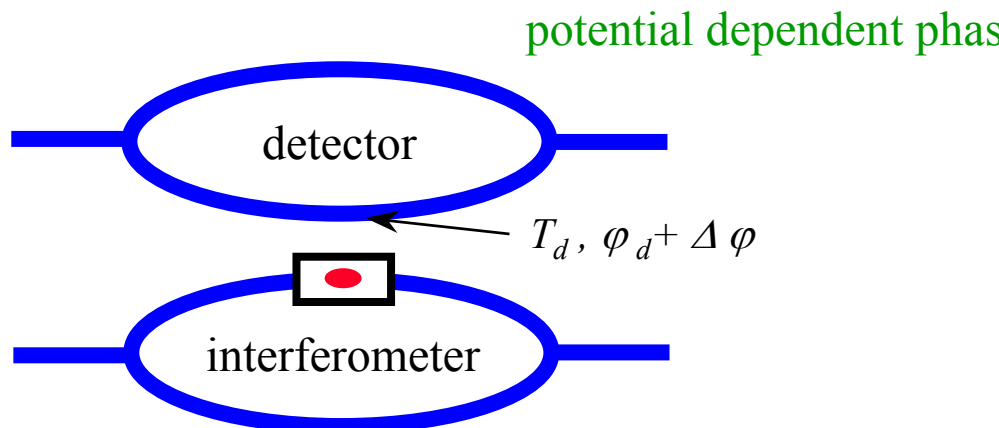 potential dependent phas
detector
T_d , φ_d + Δ φ
interferometer